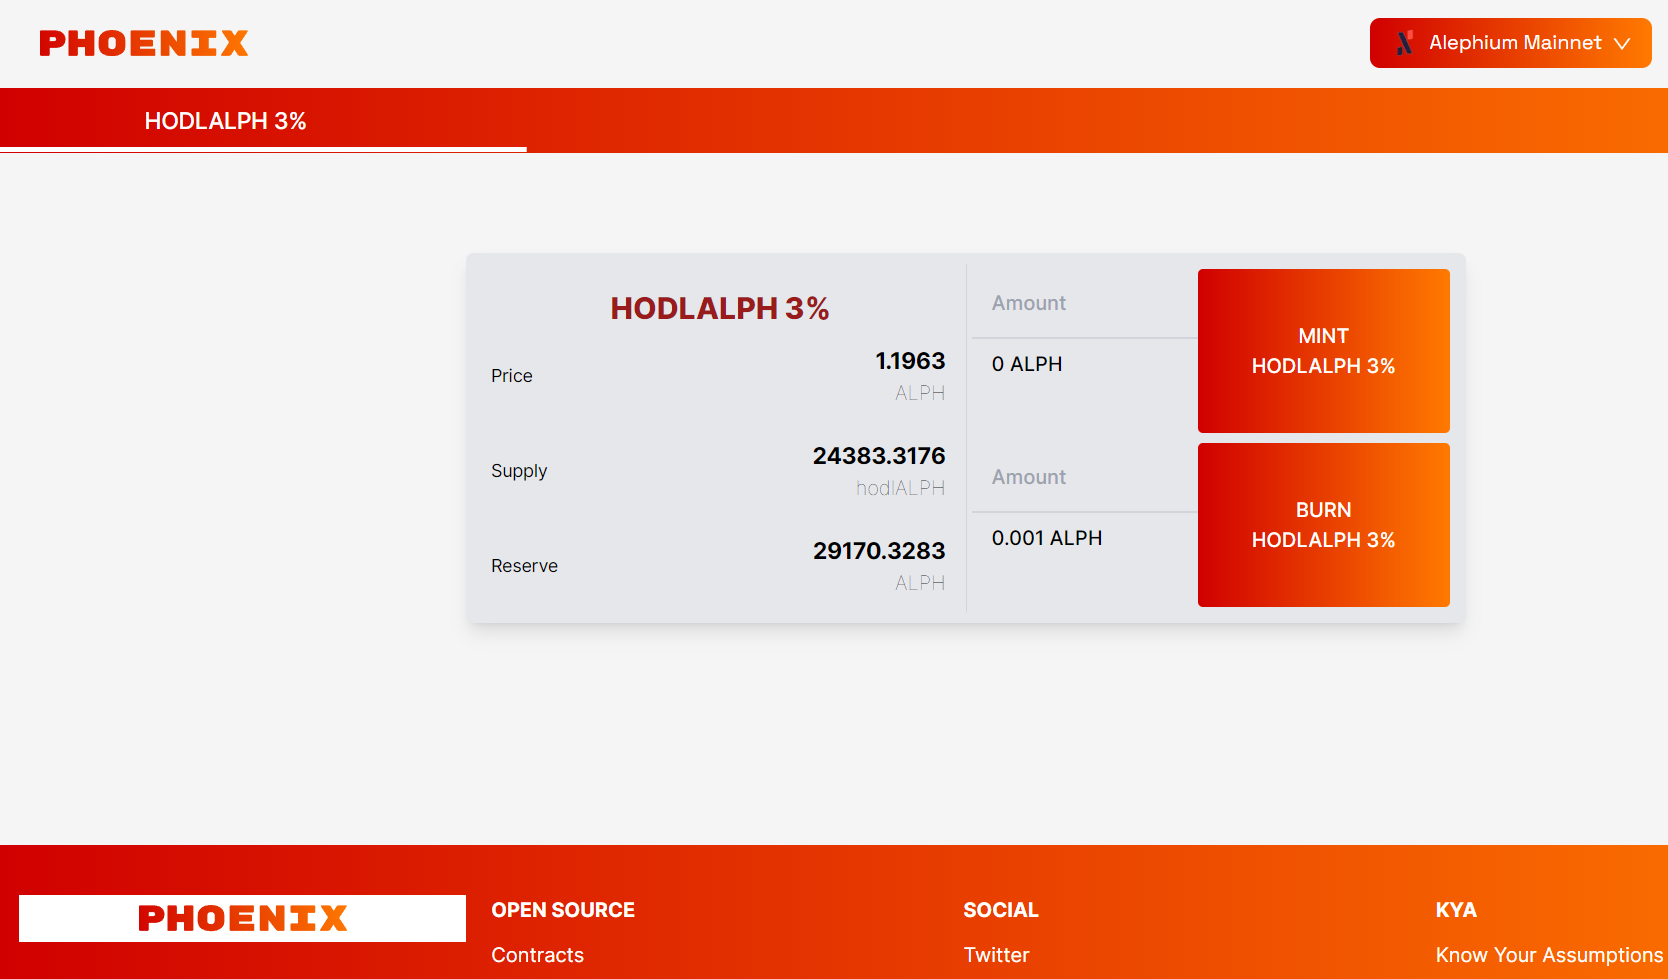 PHOENIX
Alephium Mainnet
HODLALPH 3%
HODLALPH 3%
Price
1.1963
ALPH
Supply
24383.3176
hodlALPH
Reserve
29170.3283
ALPH
Amount
0 ALPH
MINT
HODLALPH 3%
Amount
0.001 ALPH
BURN
HODLALPH 3%
PHOENIX
OPEN SOURCE
Contracts
SOCIAL
Twitter
KYA
Know Your Assumptions